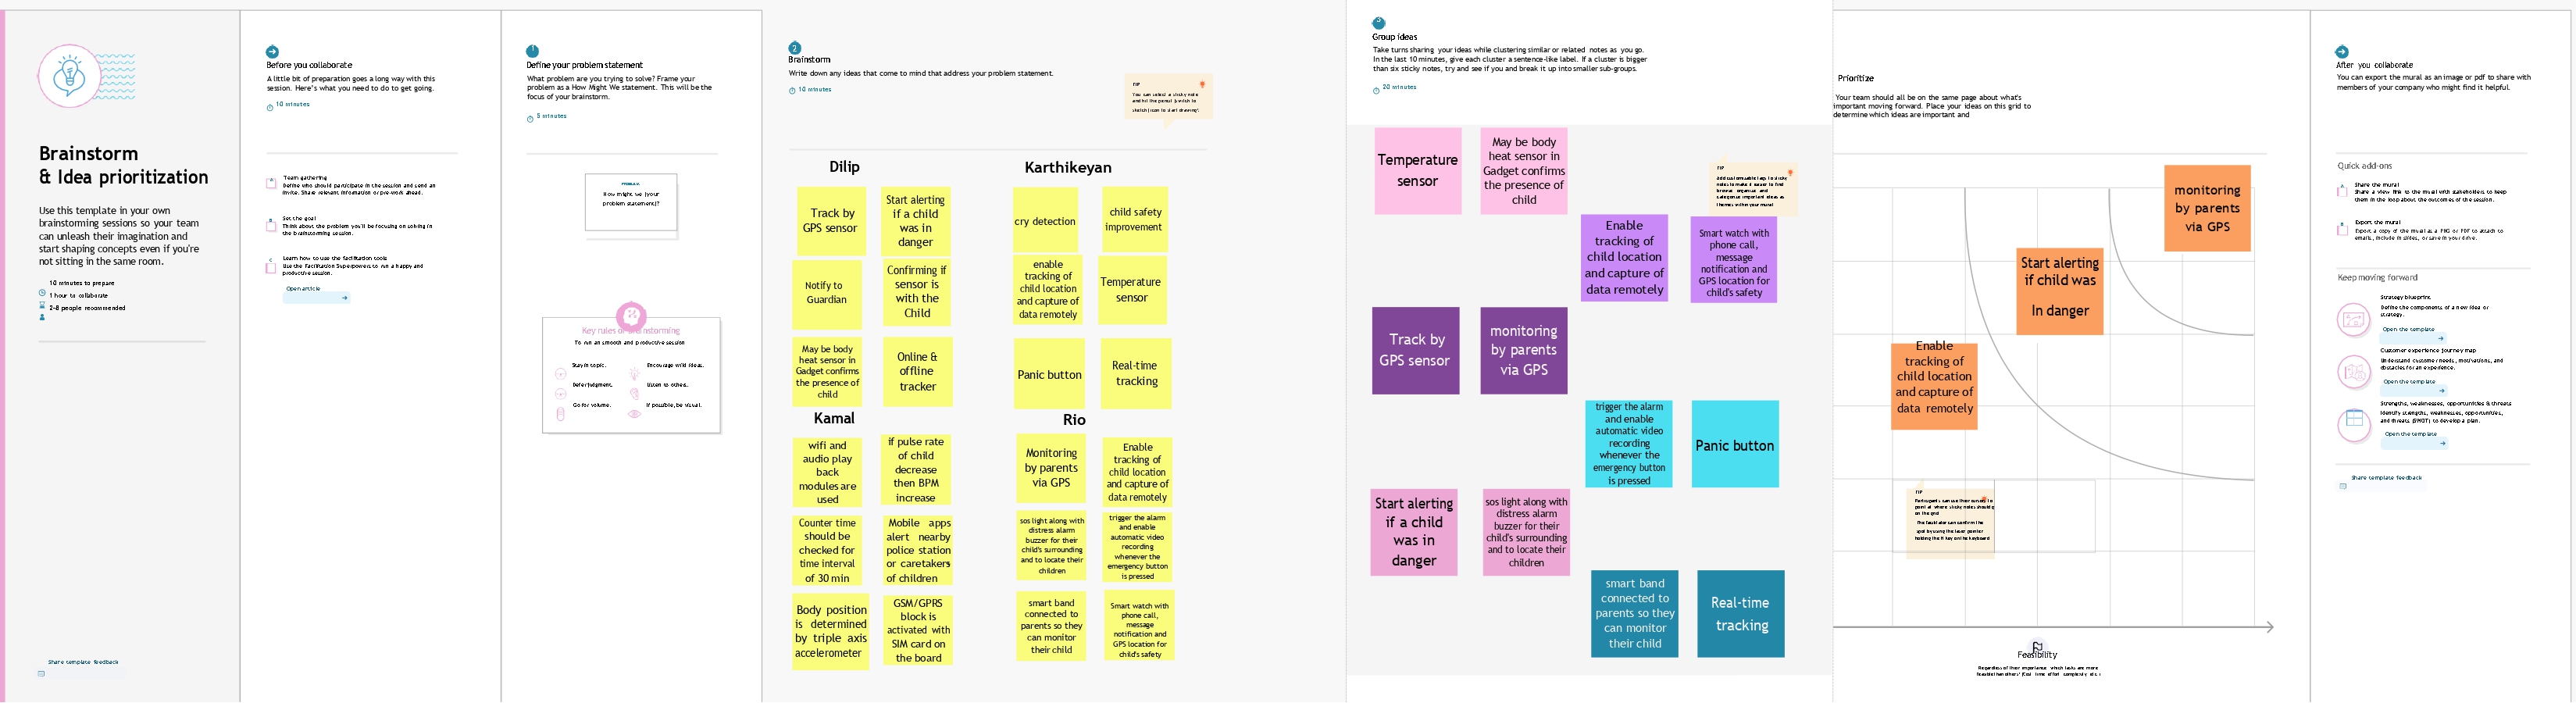 Brainstorm
& Idea prioritization
Use this template in your own
brainstorming sessions so your team
can unleash their imagination and
start shaping concepts even if you're
not sitting in the same room.
10 minutes to prepare
1 hour to collaborate
2-8 people recommended
Share template feedback
Before you collaborate
A little bit of preparation goes a long way with this
session. Here's what you need to do to get going.
10 minutes
A
Team gathering
Define who should participate in the session and send an
invite. Share relevant information or pre-work ahead.
B
Set the goal
Think about the problem you'll be focusing on solving in
the brainstorming session.
C
Learn how to use the facilitation tools
Use the Facilitation Superpowers to run a happy and
productive session.
Open article
1
Define your problem statement
What problem are you trying to solve? Frame your
problem as a How Might We statement. This will be the
focus of your brainstorm.
5 minutes
PROBLEM
How might we [your
problem statement]?
Key rules of brainstorming
To run an smooth and productive session
Stay in topic.
Encourage wild ideas.
Defer judgment.
Listen to others.
Go for volume.
If possible, be visual.
2
Brainstorm
Write down any ideas that come to mind that address your problem statement.
10 minutes
TIP
You can select a sticky note
and hit the pencil [switch to
sketch] icon to start drawing!
Dilip
Track by
GPS sensor
Start alerting
if a child
was in
danger
Notify to
Guardian
Confirming if
sensor is
with the
Child
May be body
heat sensor in
Gadget confirms
the presence of
child
Online &
offline
tracker
Karthikeyan
cry detection
child safety
improvement
enable
tracking of
child location
and capture of
data remotely
Temperature
sensor
Panic button
Real-time
tracking
Kamal
wifi and
audio play
back
modules are
used
if pulse rate
of child
decrease
then BPM
increase
Counter time
should be
checked for
time interval
of 30 min
Mobile apps
alert nearby
police station
or caretakers
of children
Body position
is determined
by triple axis
accelerometer
GSM/GPRS
block is
activated with
SIM card on
the board
Rio
Monitoring
by parents
via GPS
Enable
tracking of
child location
and capture of
data remotely
sos light along with
distress alarm
buzzer for their
child's surrounding
and to locate their
children
trigger the alarm
and enable
automatic video
recording
whenever the
emergency button
is pressed
smart band
connected to
parents so they
can monitor
their child
Smart watch with
phone call,
message
notification and
GPS location for
child's safety
3
Group ideas
Take turns sharing your ideas while clustering similar or related notes as you go.
In the last 10 minutes, give each cluster a sentence-like label. If a cluster is bigger
than six sticky notes, try and see if you and break it up into smaller sub-groups.
20 minutes
TIP
Add customizable tags to sticky
notes to make it easier to find
browse organize and
categorize important ideas as
themes within your mural
Temperature
sensor
May be body
heat sensor in
Gadget confirms
the presence of
child
Enable
tracking of
child location
and capture of
data remotely
Smart watch with
phone call,
message
notification and
GPS location for
child's safety
Track by
GPS sensor
monitoring
by parents
via GPS
trigger the alarm
and enable
automatic video
recording
whenever the
emergency button
is pressed
Panic button
Start alerting
if a child
was in
danger
sos light along with
distress alarm
buzzer for their
child's surrounding
and to locate their
children
smart band
connected to
parents so they
can monitor
their child
Real-time
tracking
Prioritize
Your team should all be on the same page about what's
important moving forward. Place your ideas on this grid to
determine which ideas are important and
monitoring
by parents
via GPS
Start alerting
if child was
In danger
Enable
tracking of
child location
and capture of
data remotely
TIP
Participants can use their cursors to
point at where sticky notes should go
on the grid
The facilitator can confirm the
spot by using the laser pointer
holding the H key on the keyboard
Feasibility
Regardless of their importance, which tasks are more
feasible than others? (Cost, time, effort, complexity, etc.)
After you collaborate
You can export the mural as an image or pdf to share with
members of your company who might find it helpful.
Quick add-ons
A
Share the mural
Share a view link to the mural with stakeholders to keep
them in the loop about the outcomes of the session.
B
Export the mural
Export a copy of the mural as a PNG or PDF to attach to
emails, include in slides, or save in your drive.
Keep moving forward
Strategy blueprint
Define the components of a new idea or
strategy.
Open the template
Customer experience journey map
Understand customer needs, motivations, and
obstacles for an experience.
Open the template
Strengths, weaknesses, opportunities & threats
Identify strengths, weaknesses, opportunities,
and threats (SWOT) to develop a plan.
Open the template
Share template feedback